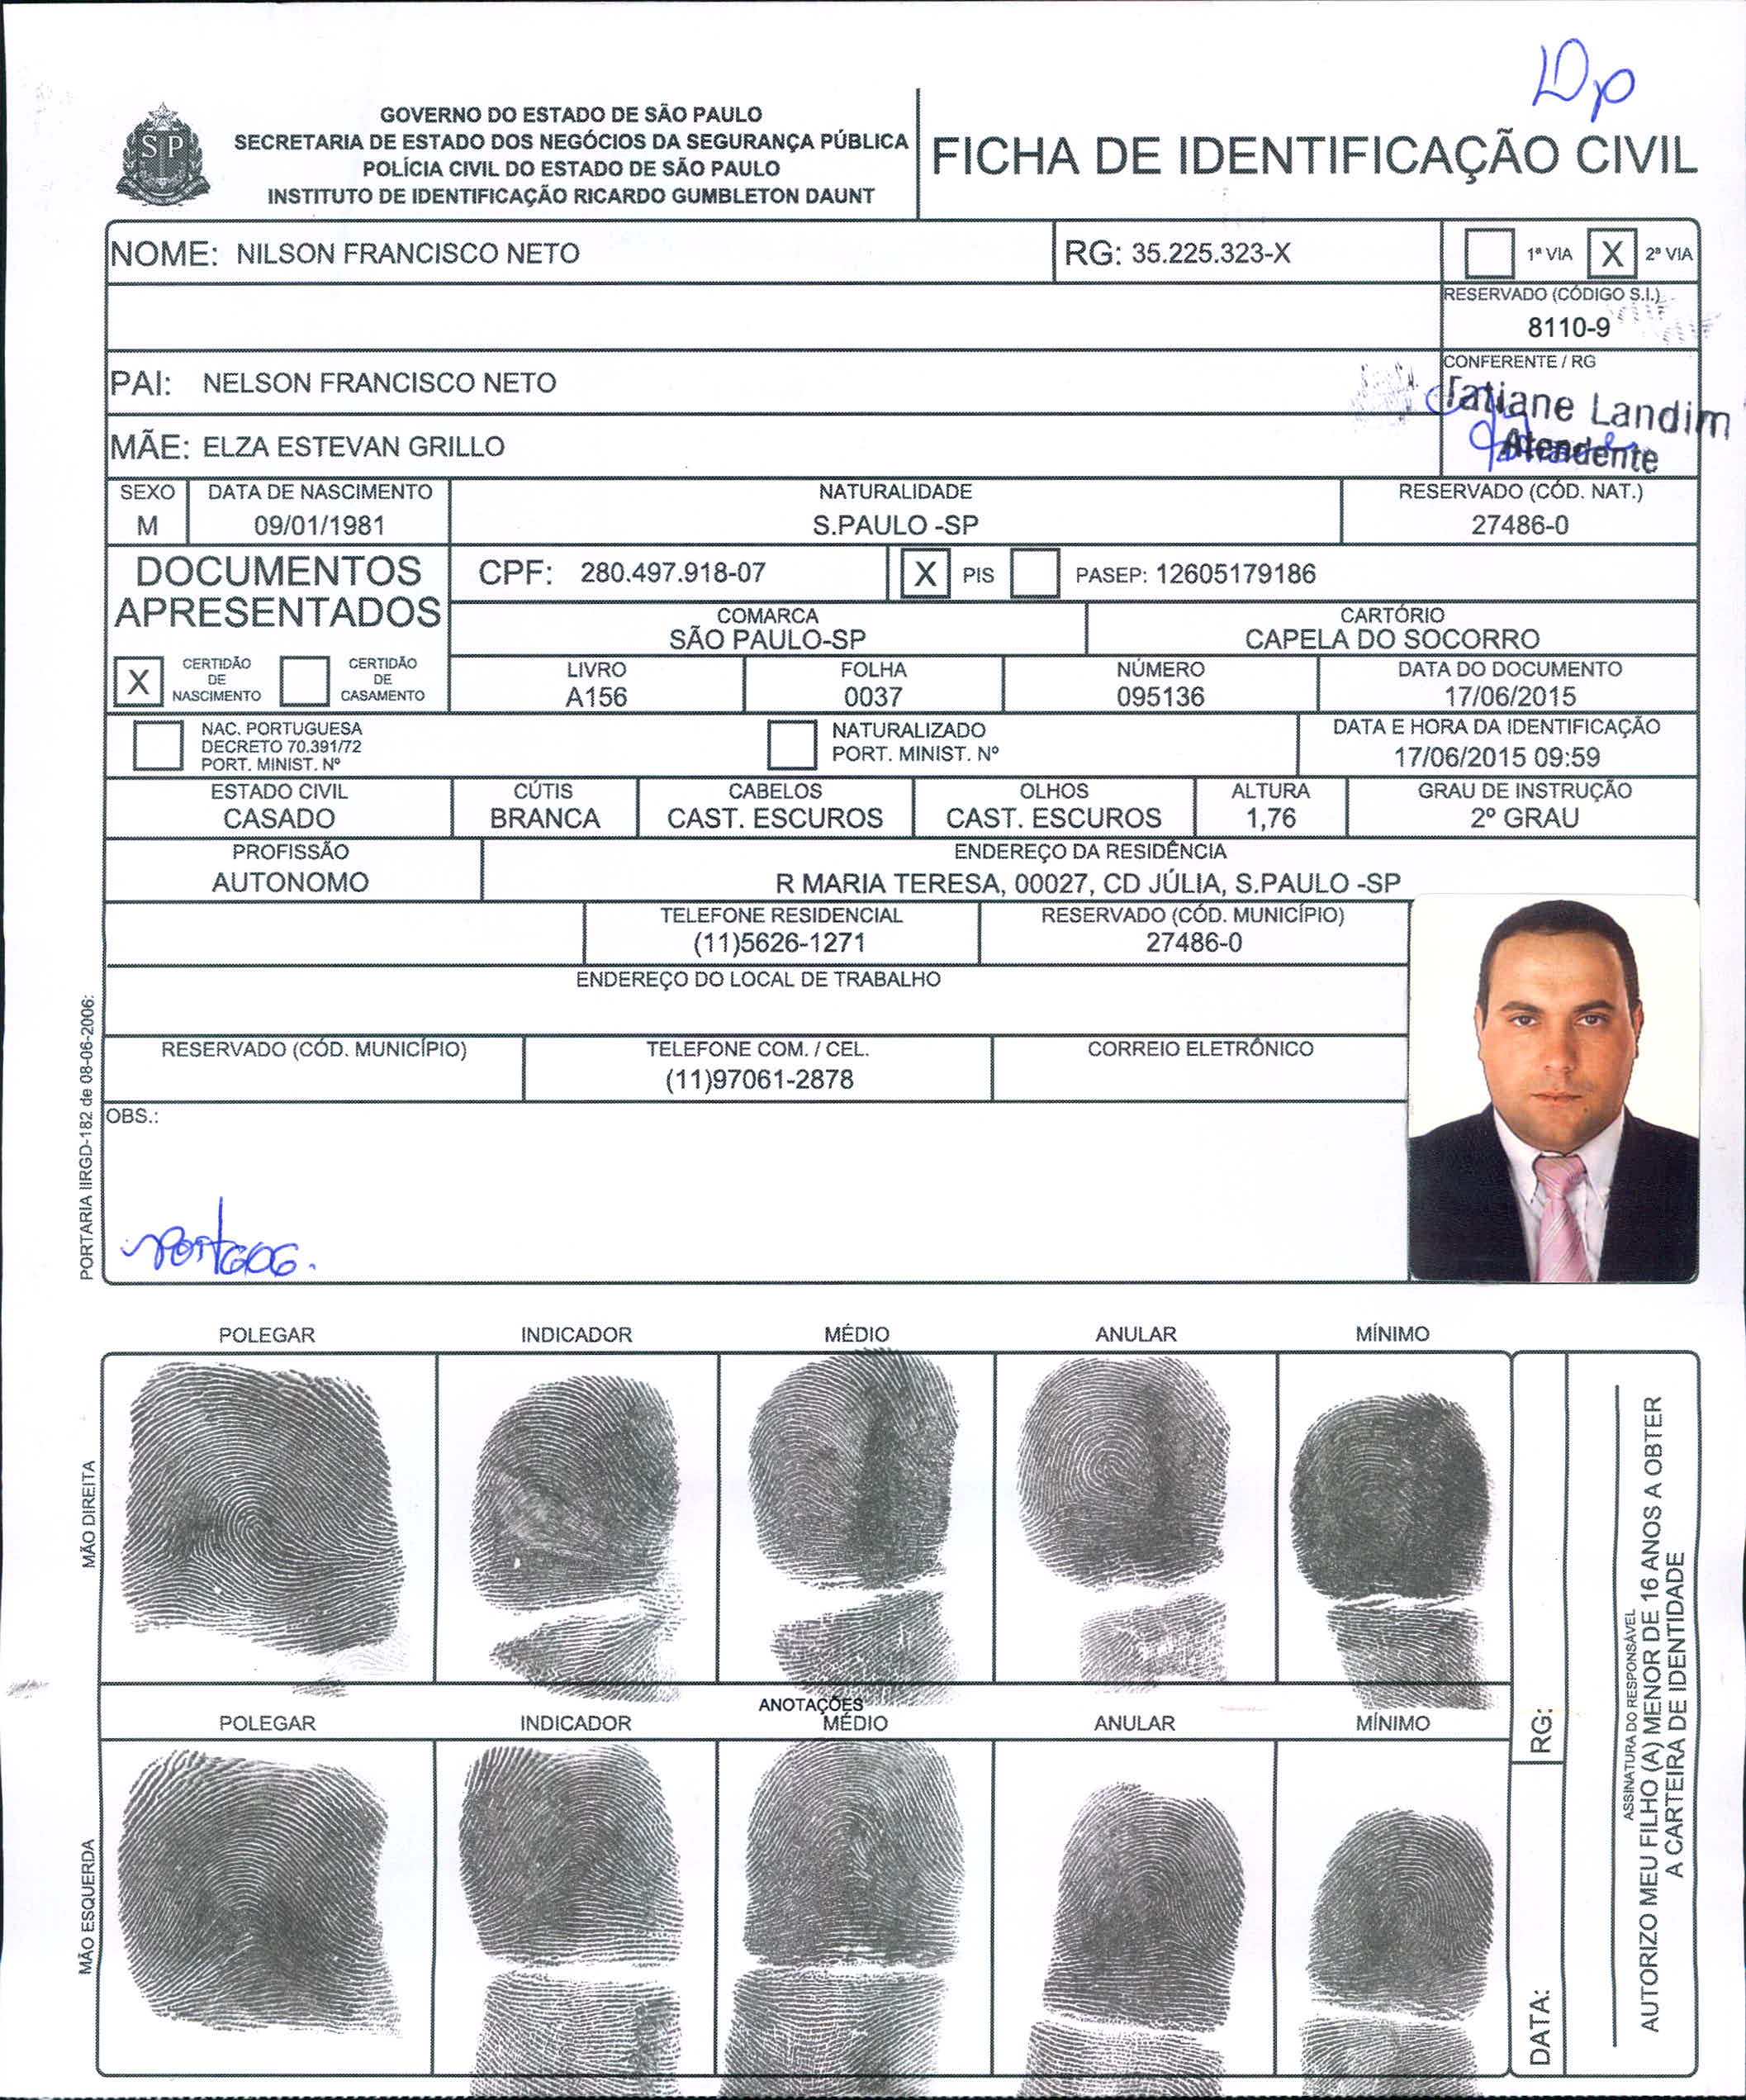 Dp
GOVERNO DO ESTADO DE SÃO PAULO
SECRETARIA DE ESTADO DOS NEGÓCIOS DA SEGURANÇA PÚBLICA
POLÍCIA CIVIL DO ESTADO DE SÃO PAULO
INSTITUTO DE IDENTIFICAÇÃO RICARDO GUMBLETON DAUNT
SP
FICHA DE IDENTIFICAÇÃO CIVIL
NOME: NILSON FRANCISCO NETO
RG: 35.225.323-X
1ª VIA X 2ª VIA
RESERVADO (CÓDIGO S.I.)
8110-9
PAI: NELSON FRANCISCO NETO
CONFERENTE / RG
Tatiane Landim
Atendente
MÃE: ELZA ESTEVAN GRILLO
SEXO DATA DE NASCIMENTO NATURALIDADE RESERVADO (CÓD. NAT.)
M 09/01/1981 S.PAULO -SP 27486-0
DOCUMENTOS
APRESENTADOS
CPF: 280.497.918-07 X PIS PASEP: 12605179186
COMARCA CARTÓRIO
SÃO PAULO-SP CAPELA DO SOCORRO
X CERTIDÃO
DE
NASCIMENTO
CERTIDÃO
DE
CASAMENTO
LIVRO FOLHA NÚMERO DATA DO DOCUMENTO
A156 0037 095136 17/06/2015
NAC. PORTUGUESA
DECRETO 70.391/72
PORT. MINIST. Nº
NATURALIZADO
PORT. MINIST. Nº
DATA E HORA DA IDENTIFICAÇÃO
17/06/2015 09:59
ESTADO CIVIL CÚTIS CABELOS OLHOS ALTURA GRAU DE INSTRUÇÃO
CASADO BRANCA CAST. ESCUROS CAST. ESCUROS 1,76 2º GRAU
PROFISSÃO ENDEREÇO DA RESIDÊNCIA
AUTONOMO R MARIA TERESA, 00027, CD JÚLIA, S.PAULO -SP
TELEFONE RESIDENCIAL RESERVADO (CÓD. MUNICÍPIO)
(11)5626-1271 27486-0
ENDEREÇO DO LOCAL DE TRABALHO
RESERVADO (CÓD. MUNICÍPIO) TELEFONE COM. / CEL. CORREIO ELETRÔNICO
(11)97061-2878
OBS.:
PORTARIA IIRGD-182 de 08-06-2006:
POLEGAR INDICADOR MÉDIO ANULAR MÍNIMO
MÃO DIREITA
ANOTAÇÕES
POLEGAR INDICADOR MÉDIO ANULAR MÍNIMO
MÃO ESQUERDA
RG:
DATA:
ASSINATURA DO RESPONSÁVEL
AUTORIZO MEU FILHO (A) MENOR DE 16 ANOS A OBTER
A CARTEIRA DE IDENTIDADE